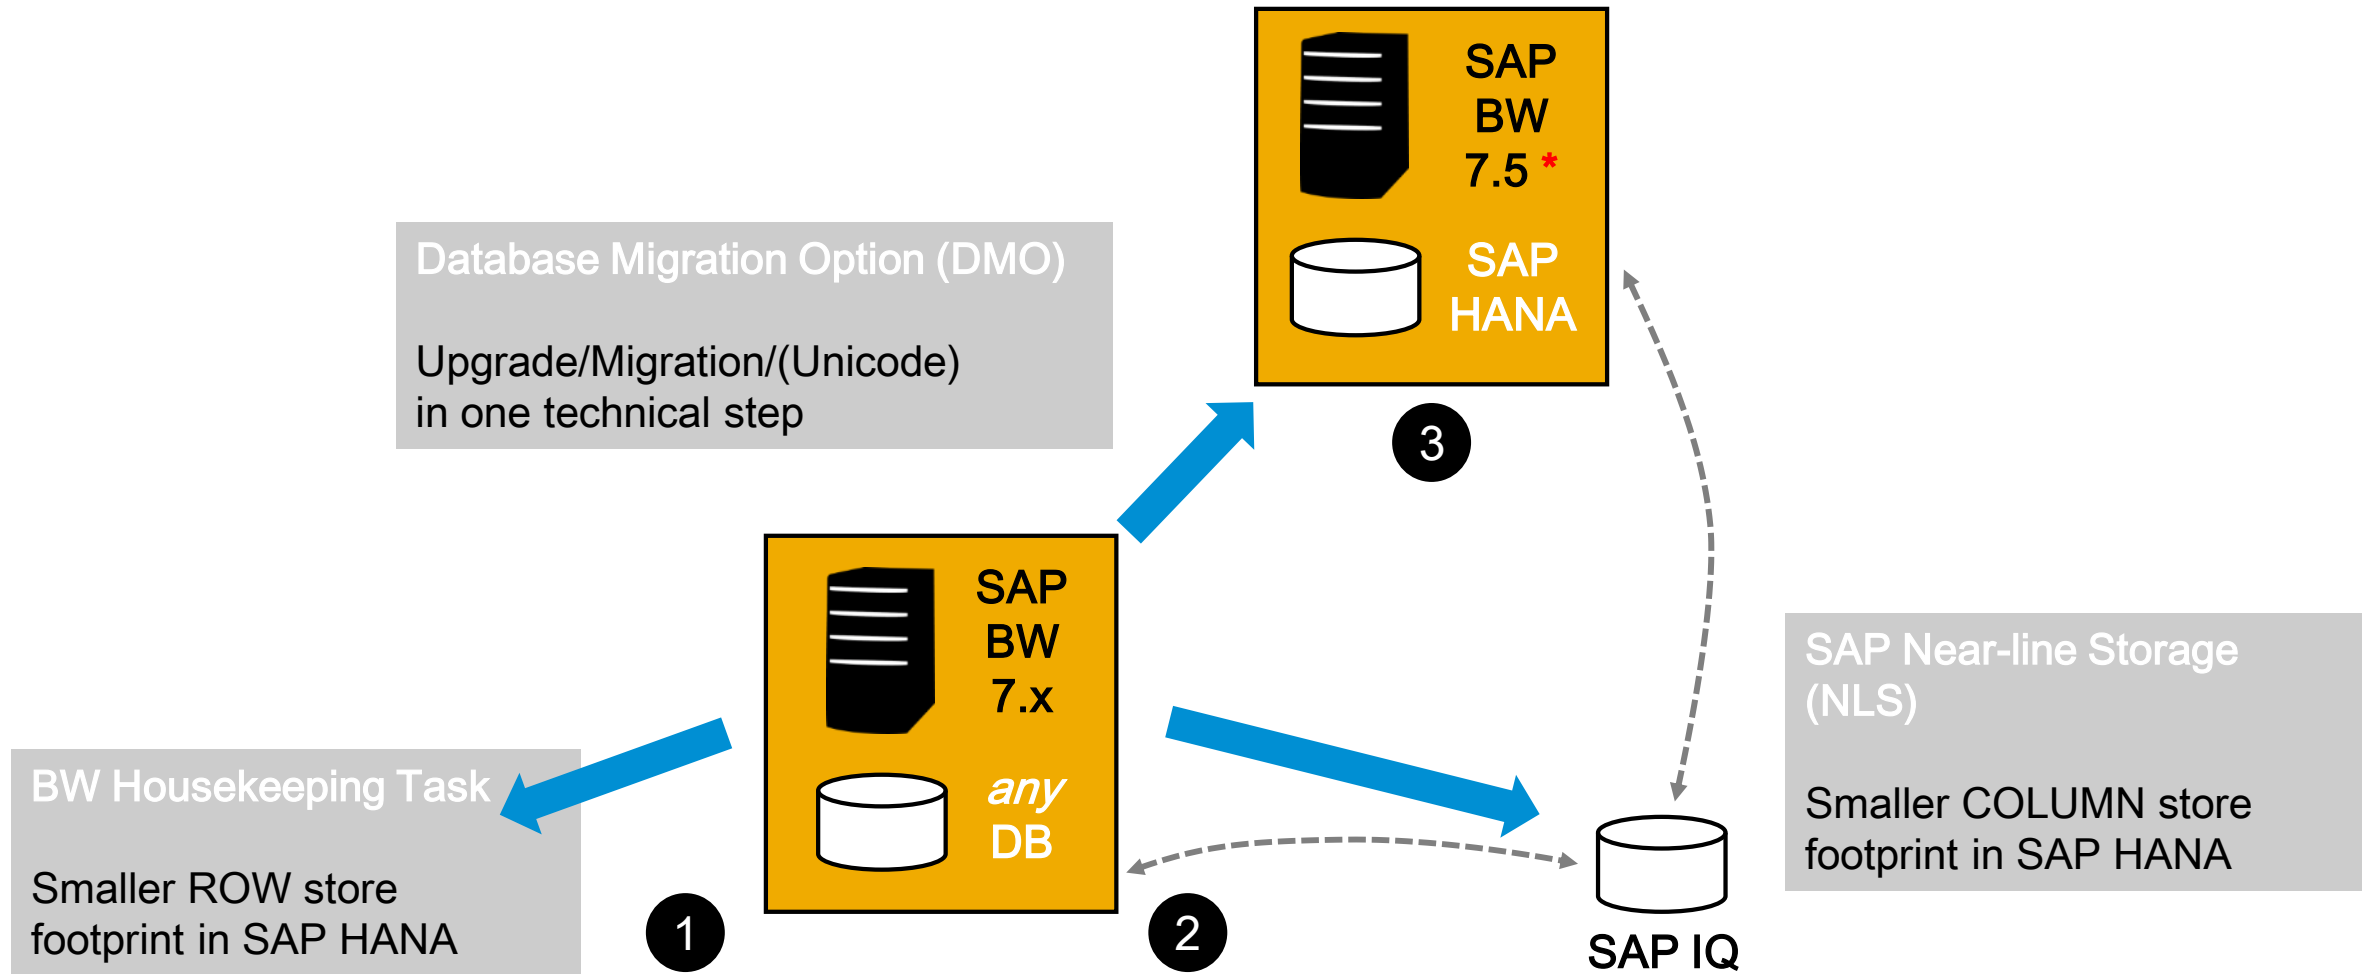 SAP
BW
7.5 *
SAP
HANA
Database Migration Option (DMO)
Upgrade/Migration/(Unicode)
in one technical step
3
SAP
BW
7.x
any
DB
SAP Near-line Storage
(NLS)
Smaller COLUMN store
footprint in SAP HANA
BW Housekeeping Task
Smaller ROW store
footprint in SAP HANA
1
2
SAP IQ